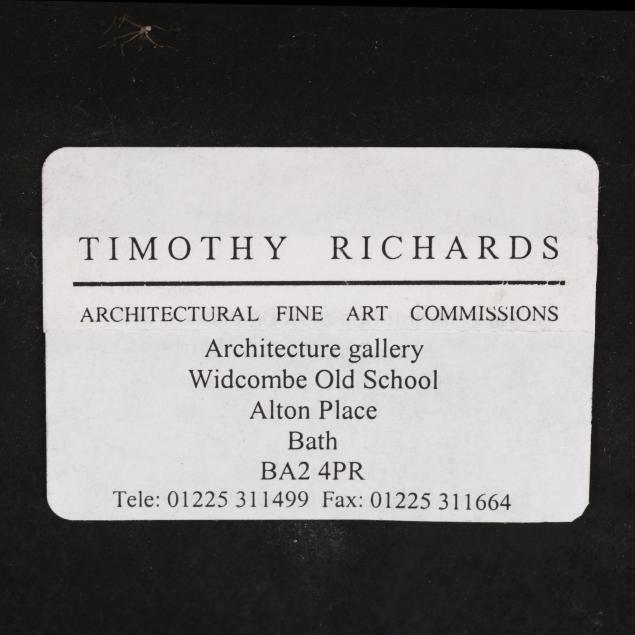 TIMOTHY RICHARDS
ARCHITECTURAL FINE ART COMMISSIONS
Architecture gallery
Widcombe Old School
Alton Place
Bath
BA2 4PR
Tele: 01225 311499 Fax: 01225 311664